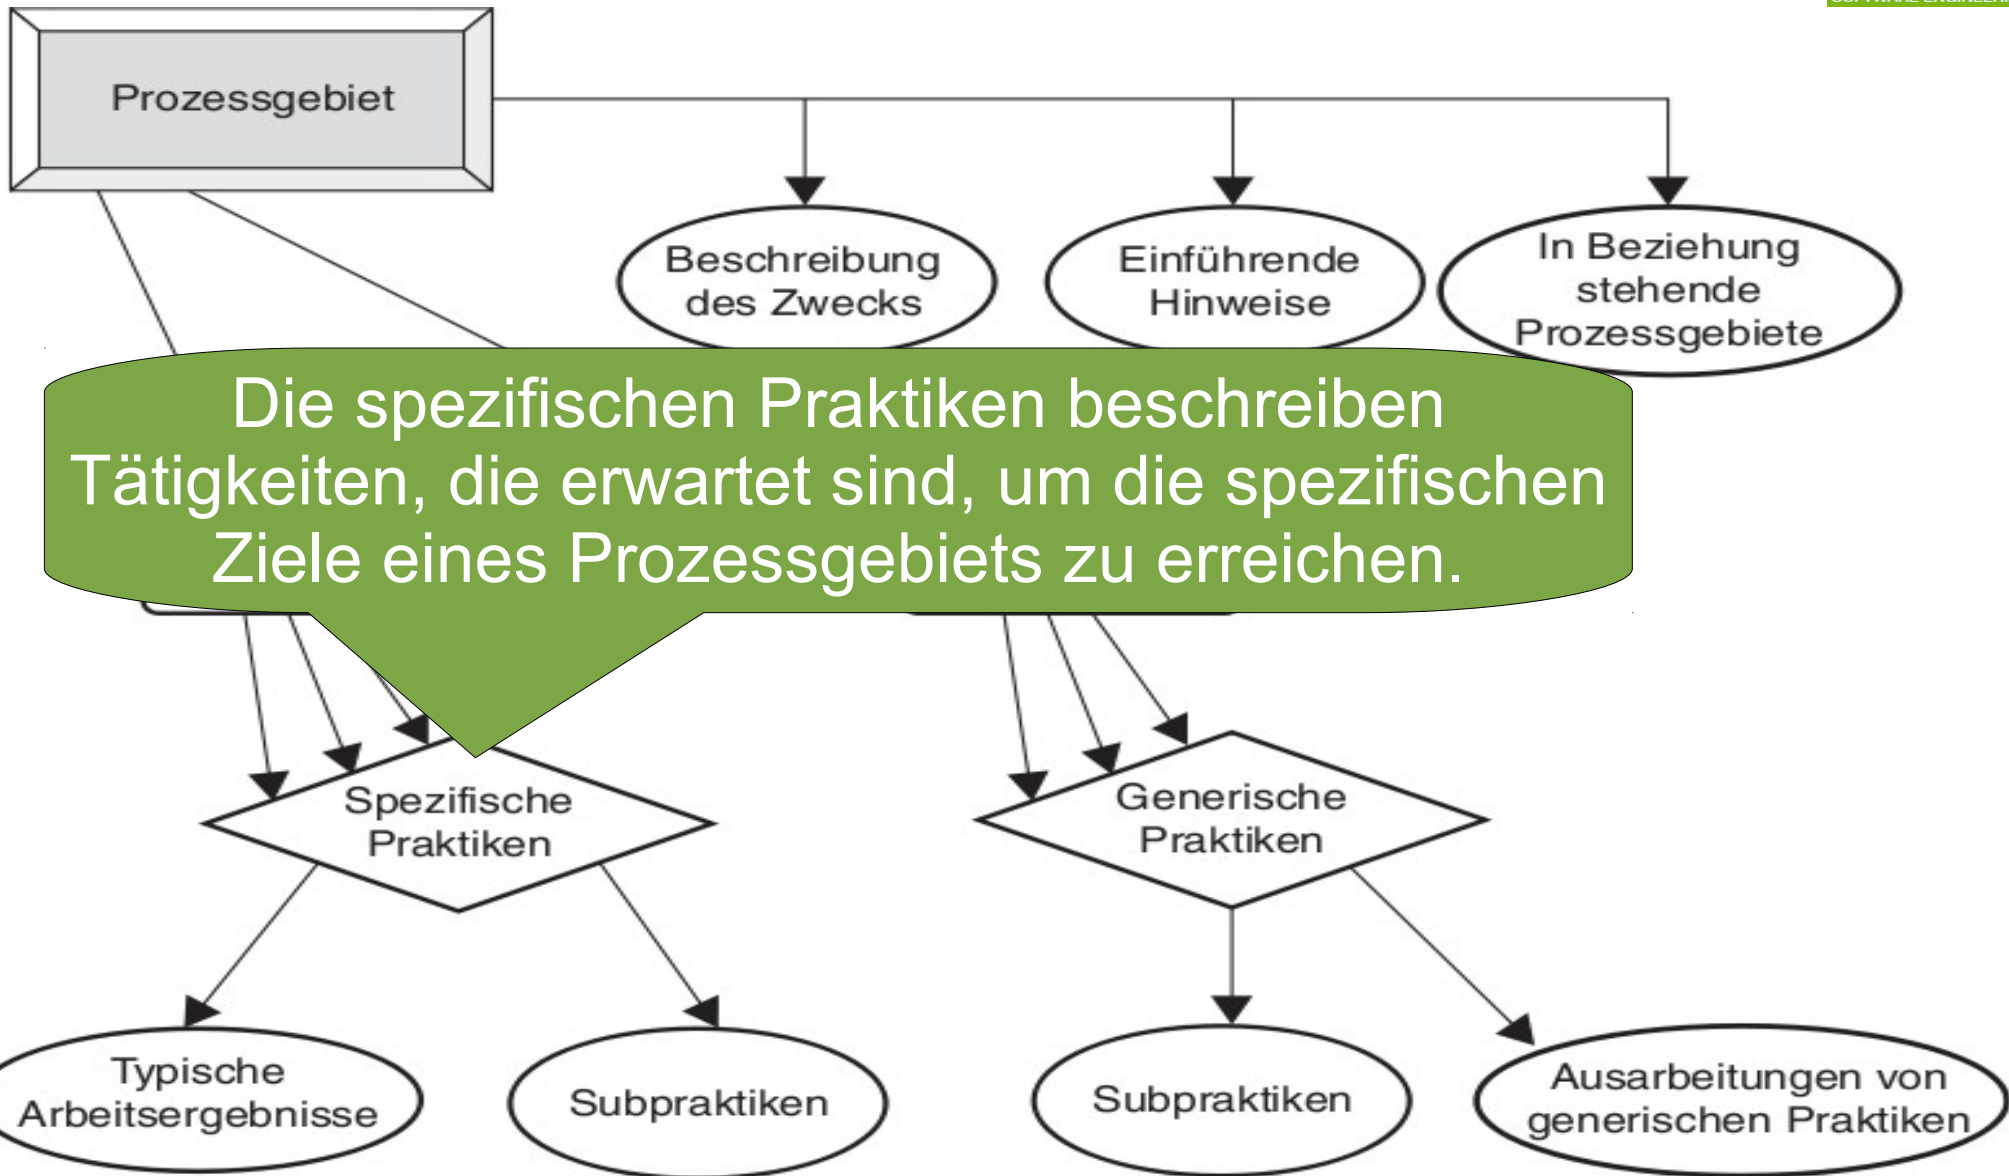 Prozessgebiet
Beschreibung
des Zwecks
Einführende
Hinweise
In Beziehung
stehende
Prozessgebiete
Die spezifischen Praktiken beschreiben
Tätigkeiten, die erwartet sind, um die spezifischen
Ziele eines Prozessgebiets zu erreichen.
Spezifische
Praktiken
Generische
Praktiken
Typische
Arbeitsergebnisse
Subpraktiken
Subpraktiken
Ausarbeitungen von
generischen Praktiken